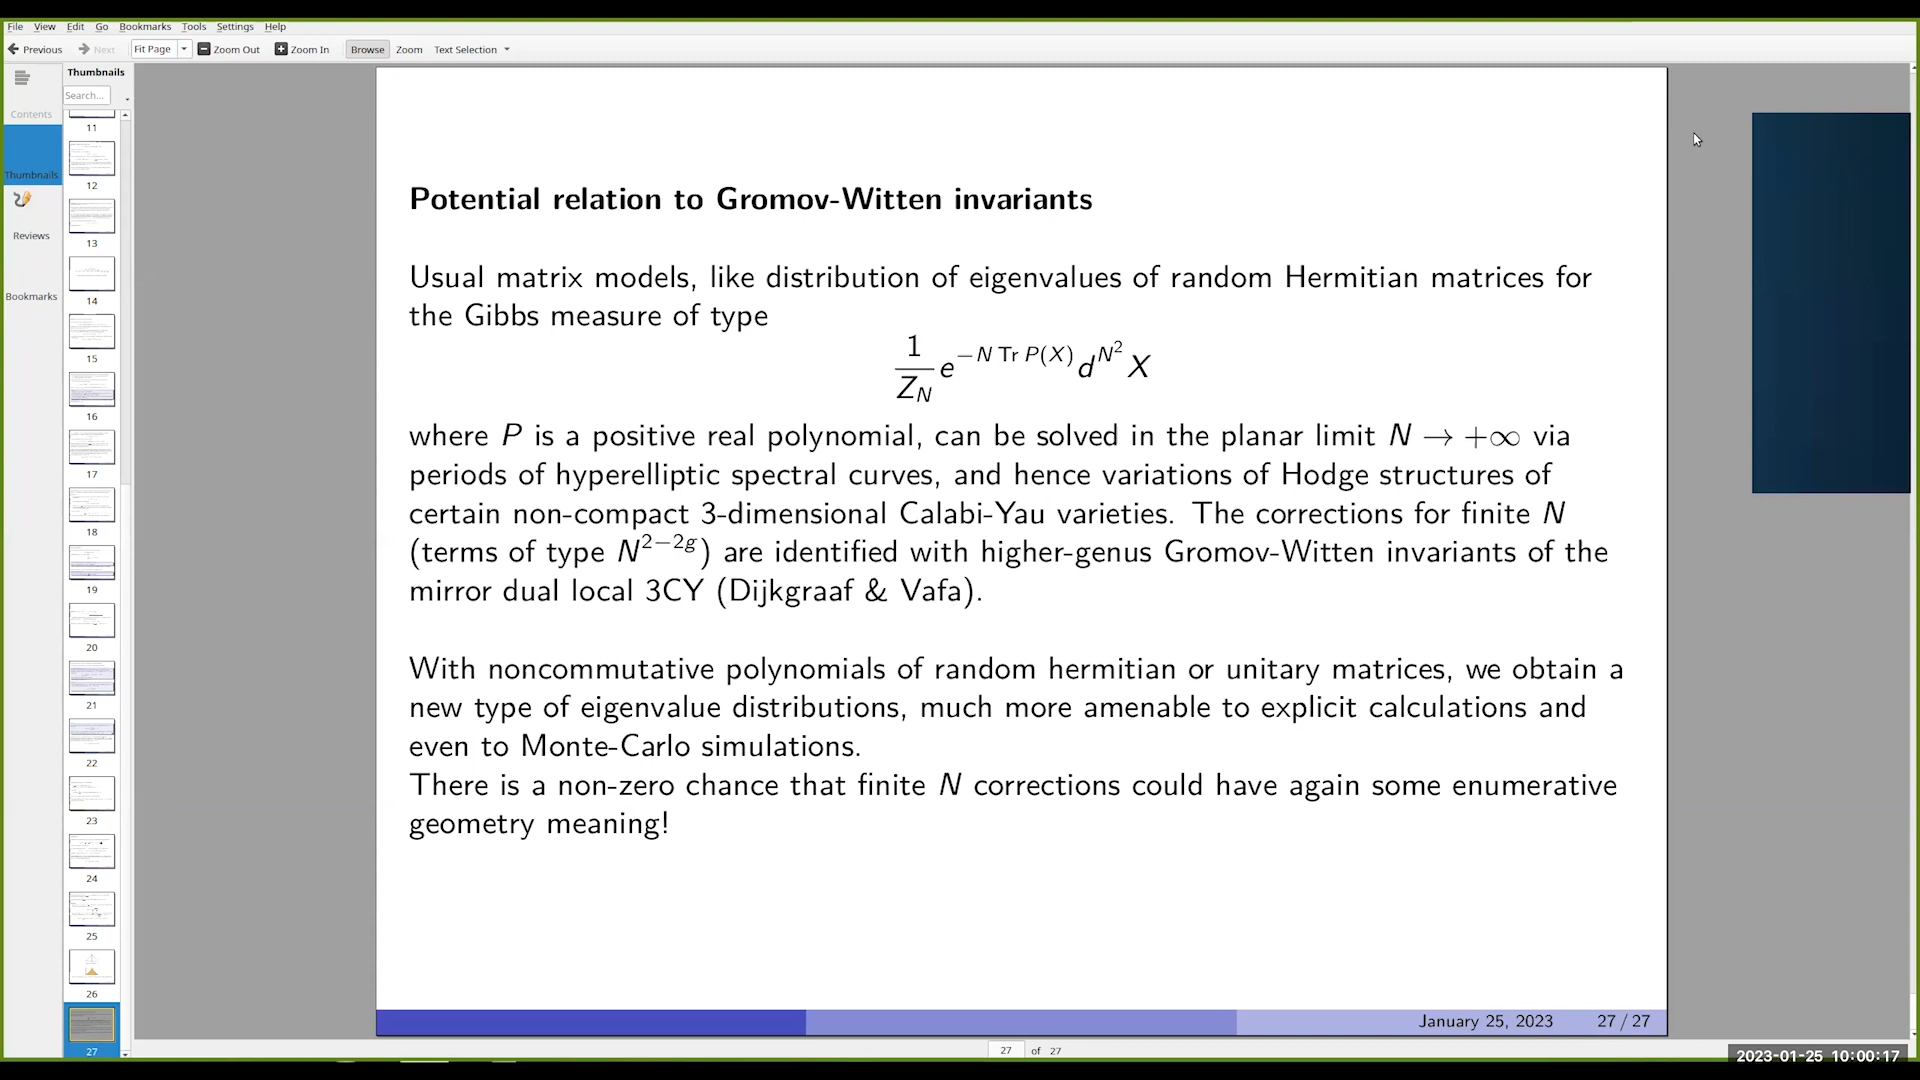 File View Edit Go Bookmarks Tools Settings Help
Previous Next Fit Page Zoom Out Zoom In Browse Zoom Text Selection
Thumbnails
Search...
Contents
Thumbnails
Reviews
Bookmarks
11
12
13
14
15
16
17
18
19
20
21
22
23
24
25
26
27
Potential relation to Gromov-Witten invariants
Usual matrix models, like distribution of eigenvalues of random Hermitian matrices for
the Gibbs measure of type
1/Z_N e^{−N Tr P(X)} d^{N^2} X
where P is a positive real polynomial, can be solved in the planar limit N → +∞ via
periods of hyperelliptic spectral curves, and hence variations of Hodge structures of
certain non-compact 3-dimensional Calabi-Yau varieties. The corrections for finite N
(terms of type N^{2−2g}) are identified with higher-genus Gromov-Witten invariants of the
mirror dual local 3CY (Dijkgraaf & Vafa).
With noncommutative polynomials of random hermitian or unitary matrices, we obtain a
new type of eigenvalue distributions, much more amenable to explicit calculations and
even to Monte-Carlo simulations.
There is a non-zero chance that finite N corrections could have again some enumerative
geometry meaning!
January 25, 2023 27 / 27
27 of 27
2023-01-25 10:00:17